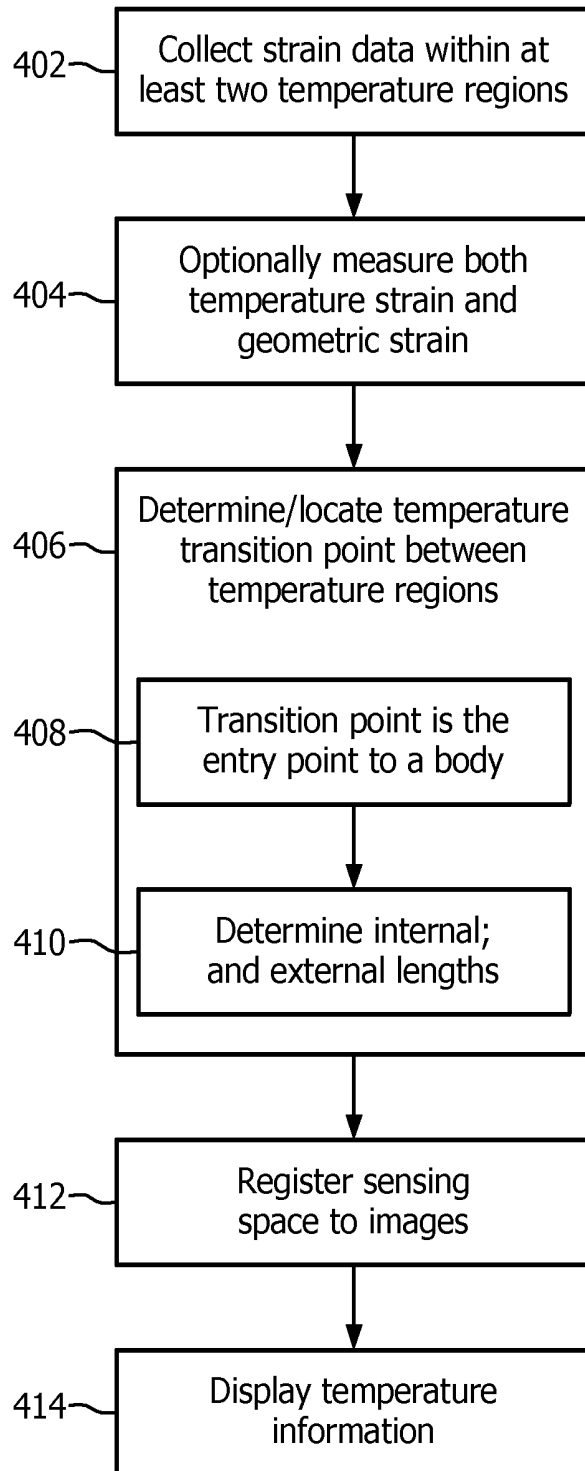 402
Collect strain data within at
least two temperature regions
404
Optionally measure both
temperature strain and
geometric strain
406
Determine/locate temperature
transition point between
temperature regions
408
Transition point is the
entry point to a body
410
Determine internal;
and external lengths
412
Register sensing
space to images
414
Display temperature
information